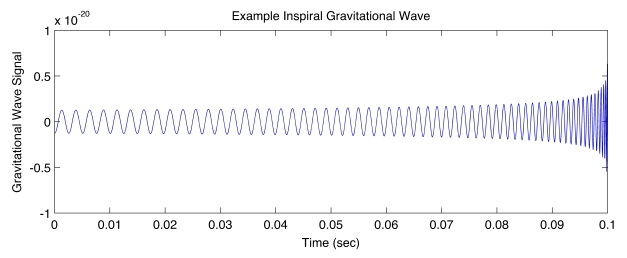 Example Inspiral Gravitational Wave
x 10⁻²⁰
1
0.5
0
-0.5
-1
Gravitational Wave Signal
0 0.01 0.02 0.03 0.04 0.05 0.06 0.07 0.08 0.09 0.1
Time (sec)